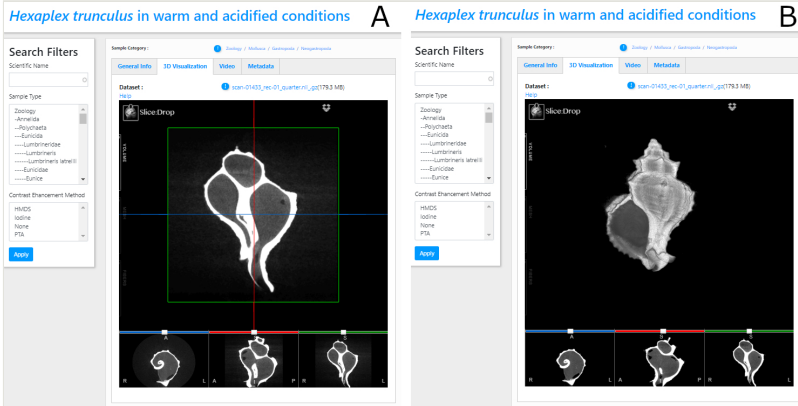 Hexaplex trunculus in warm and acidified conditions
A
Search Filters
Scientific Name
Sample Type
Zoology
-Annelida
--Polychaeta
---Eunicida
----Lumbrineridae
-----Lumbrineris
------Lumbrineris latreilli
----Eunicidae
-----Eunice
Contrast Enhancement Method
HMDS
Iodine
None
PTA
Apply
Sample Category :
Zoology / Mollusca / Gastropoda / Neogastropoda
General Info
3D Visualization
Video
Metadata
Dataset :
scan-01433_rec-01_quarter.nii_.gz(179.3 MB)
Help
Slice:Drop
VOLUME
A
S
R
L
A
P
R
L
Hexaplex trunculus in warm and acidified conditions
B
Search Filters
Scientific Name
Sample Type
Zoology
-Annelida
--Polychaeta
---Eunicida
----Lumbrineridae
-----Lumbrineris
------Lumbrineris latreilli
----Eunicidae
-----Eunice
Contrast Enhancement Method
HMDS
Iodine
None
PTA
Apply
Sample Category :
Zoology / Mollusca / Gastropoda / Neogastropoda
General Info
3D Visualization
Video
Metadata
Dataset :
scan-01433_rec-01_quarter.nii_.gz(179.3 MB)
Help
Slice:Drop
VOLUME
A
S
S
R
L
A
P
R
L